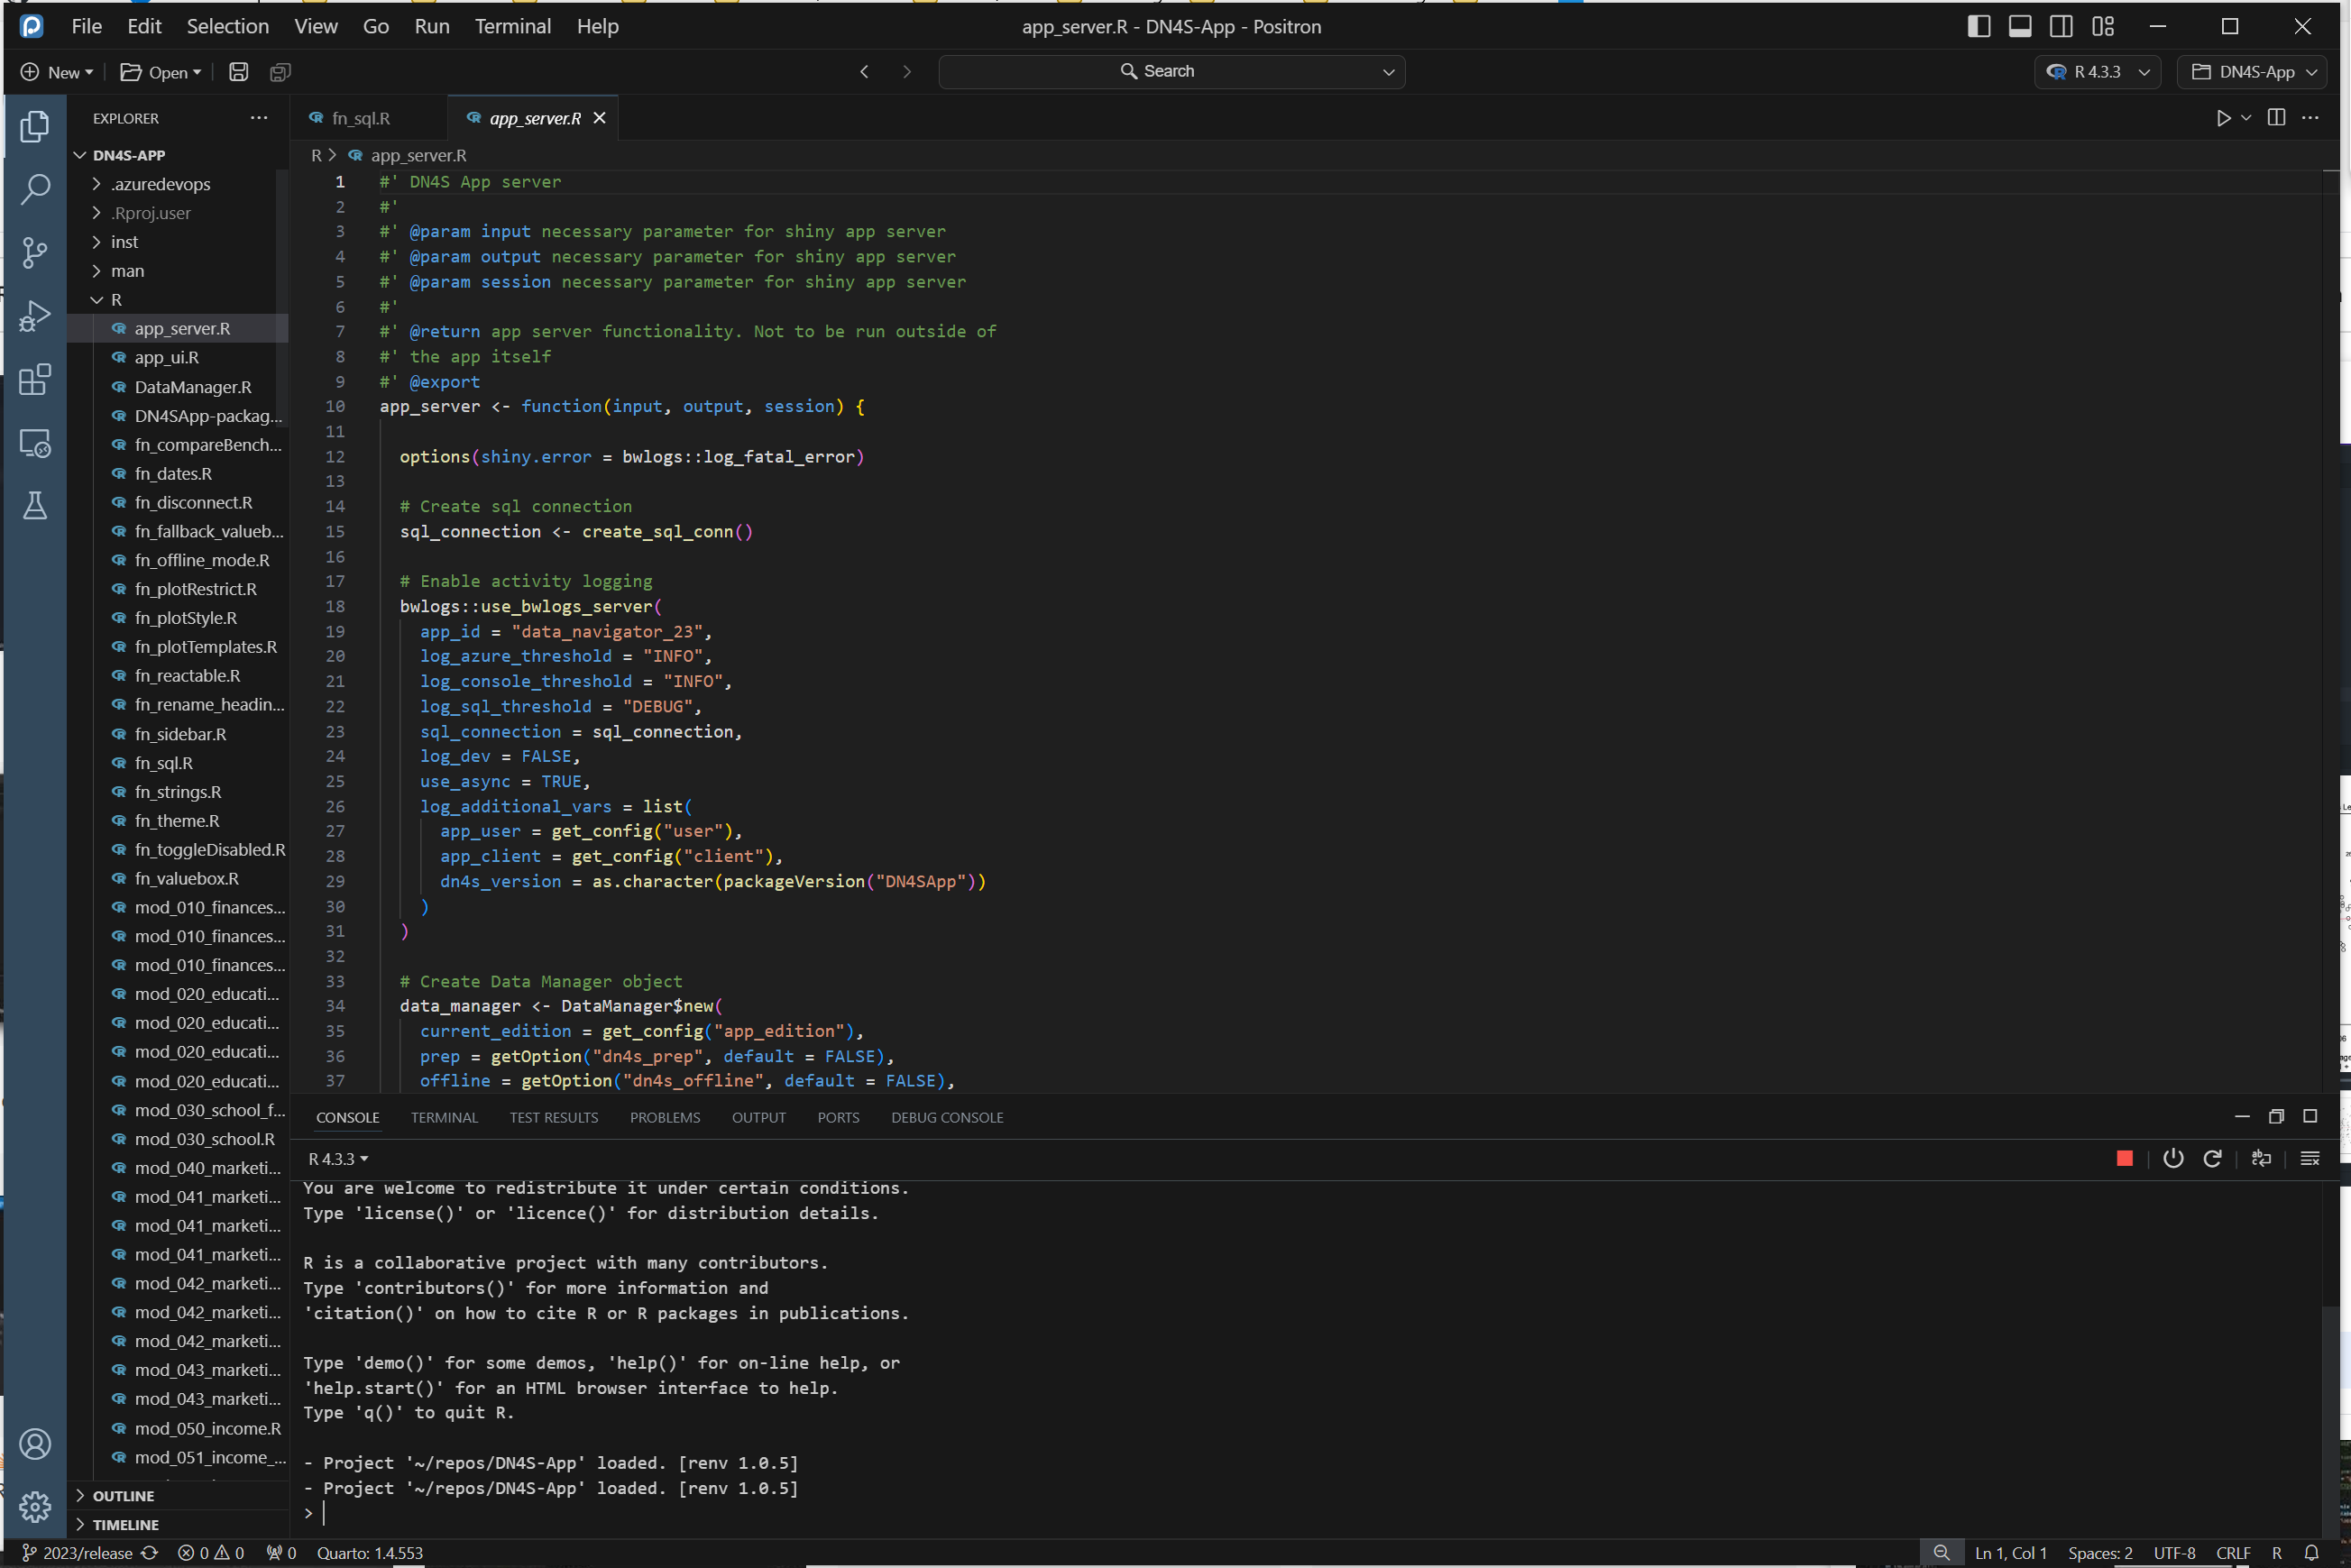 File Edit Selection View Go Run Terminal Help
app_server.R - DN4S-App - Positron
New Open Search R 4.3.3 DN4S-App
EXPLORER
DN4S-APP
.azuredevops
.Rproj.user
inst
man
R
app_server.R
app_ui.R
DataManager.R
DN4SApp-packag...
fn_compareBench...
fn_dates.R
fn_disconnect.R
fn_fallback_valueb...
fn_offline_mode.R
fn_plotRestrict.R
fn_plotStyle.R
fn_plotTemplates.R
fn_reactable.R
fn_rename_headin...
fn_sidebar.R
fn_sql.R
fn_strings.R
fn_theme.R
fn_toggleDisabled.R
fn_valuebox.R
mod_010_finances...
mod_010_finances...
mod_010_finances...
mod_020_educati...
mod_020_educati...
mod_020_educati...
mod_020_educati...
mod_030_school_f...
mod_030_school.R
mod_040_marketi...
mod_041_marketi...
mod_041_marketi...
mod_041_marketi...
mod_042_marketi...
mod_042_marketi...
mod_042_marketi...
mod_043_marketi...
mod_043_marketi...
mod_050_income.R
mod_051_income_...
OUTLINE
TIMELINE
fn_sql.R app_server.R
R > app_server.R
1 #' DN4S App server
2 #'
3 #' @param input necessary parameter for shiny app server
4 #' @param output necessary parameter for shiny app server
5 #' @param session necessary parameter for shiny app server
6 #'
7 #' @return app server functionality. Not to be run outside of
8 #' the app itself
9 #' @export
10 app_server <- function(input, output, session) {
11
12 options(shiny.error = bwlogs::log_fatal_error)
13
14 # Create sql connection
15 sql_connection <- create_sql_conn()
16
17 # Enable activity logging
18 bwlogs::use_bwlogs_server(
19 app_id = "data_navigator_23",
20 log_azure_threshold = "INFO",
21 log_console_threshold = "INFO",
22 log_sql_threshold = "DEBUG",
23 sql_connection = sql_connection,
24 log_dev = FALSE,
25 use_async = TRUE,
26 log_additional_vars = list(
27 app_user = get_config("user"),
28 app_client = get_config("client"),
29 dn4s_version = as.character(packageVersion("DN4SApp"))
30 )
31 )
32
33 # Create Data Manager object
34 data_manager <- DataManager$new(
35 current_edition = get_config("app_edition"),
36 prep = getOption("dn4s_prep", default = FALSE),
37 offline = getOption("dn4s_offline", default = FALSE),
CONSOLE TERMINAL TEST RESULTS PROBLEMS OUTPUT PORTS DEBUG CONSOLE
R 4.3.3
You are welcome to redistribute it under certain conditions.
Type 'license()' or 'licence()' for distribution details.
R is a collaborative project with many contributors.
Type 'contributors()' for more information and
'citation()' on how to cite R or R packages in publications.
Type 'demo()' for some demos, 'help()' for on-line help, or
'help.start()' for an HTML browser interface to help.
Type 'q()' to quit R.
- Project '~/repos/DN4S-App' loaded. [renv 1.0.5]
- Project '~/repos/DN4S-App' loaded. [renv 1.0.5]
>
2023/release 0 0 0 Quarto: 1.4.553 Ln 1, Col 1 Spaces: 2 UTF-8 CRLF R